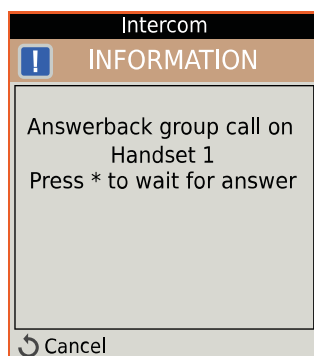 Intercom
! INFORMATION
Answerback group call on
Handset 1
Press * to wait for answer
Cancel